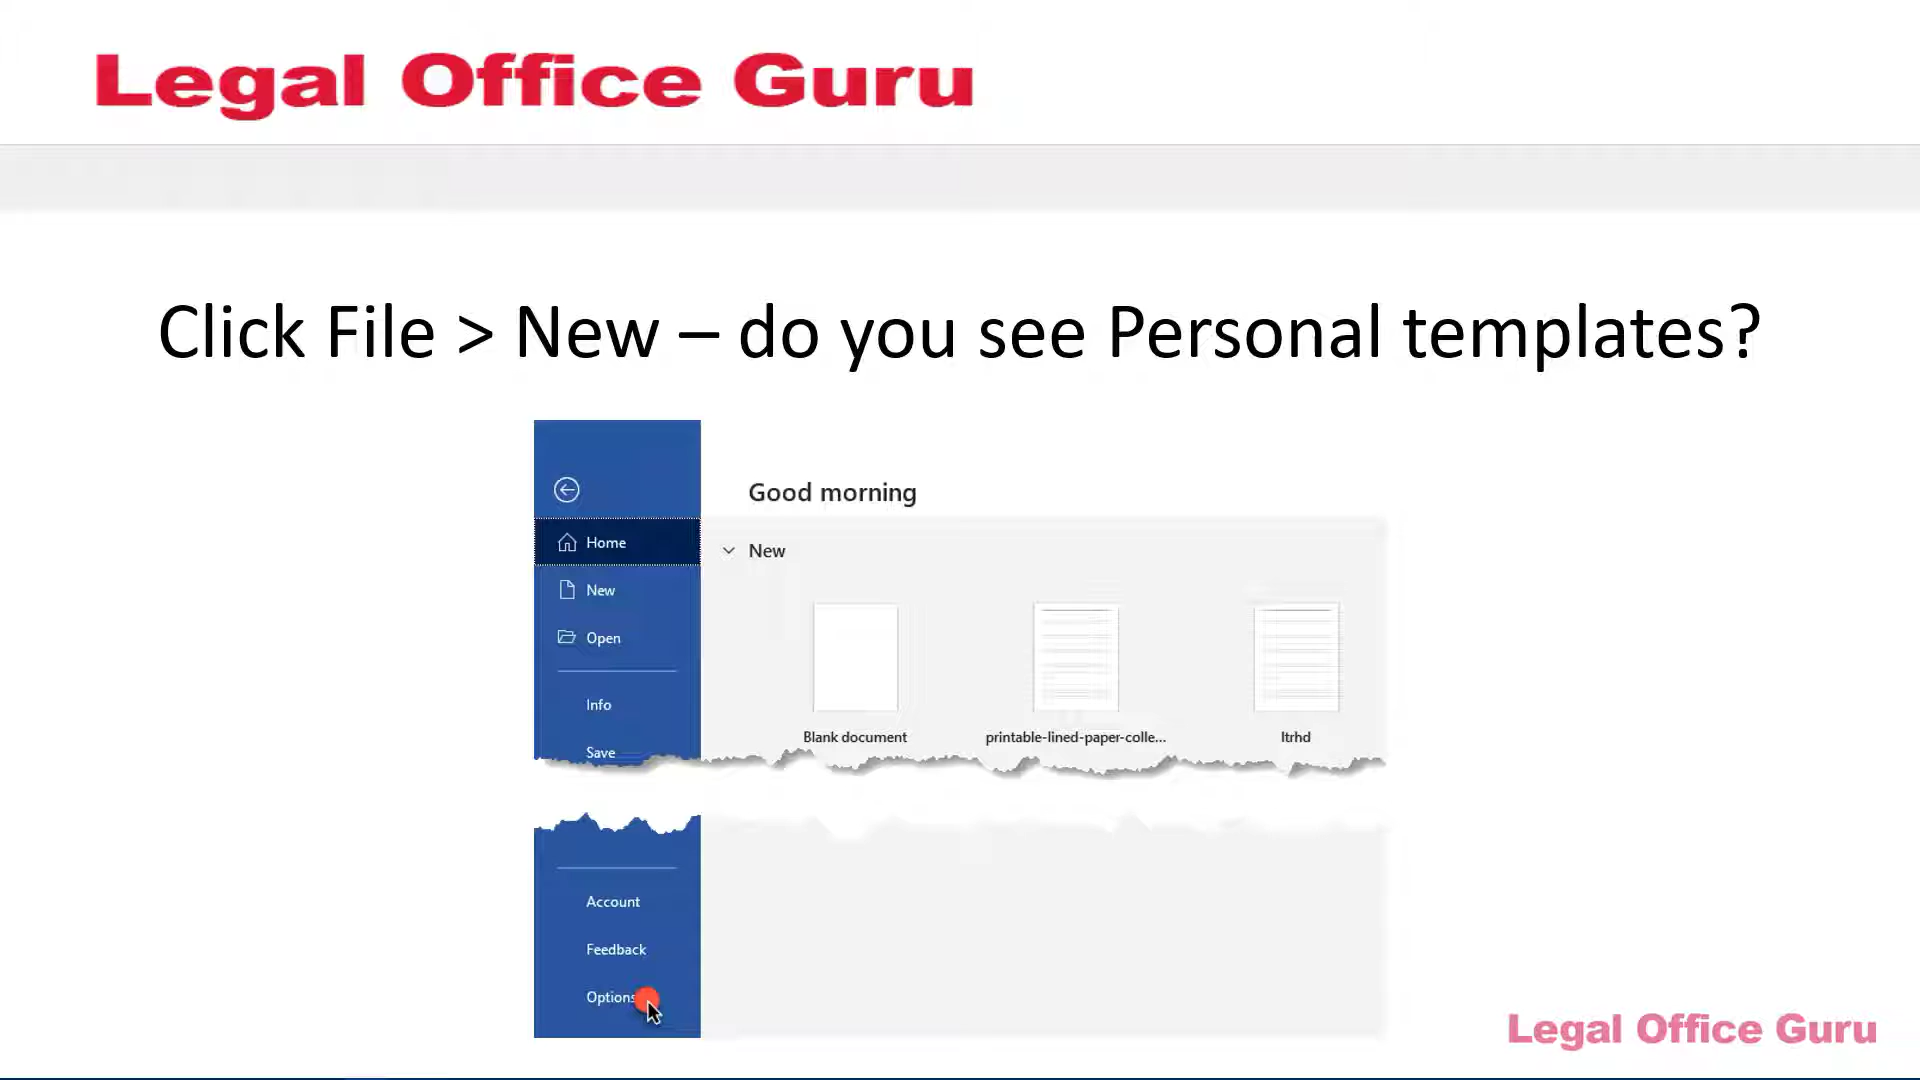 Legal Office Guru
Click File > New – do you see Personal templates?
Good morning
Home
New
New
Open
Blank document
printable-lined-paper-colle...
ltrhd
Info
Save
Account
Feedback
Options
Legal Office Guru